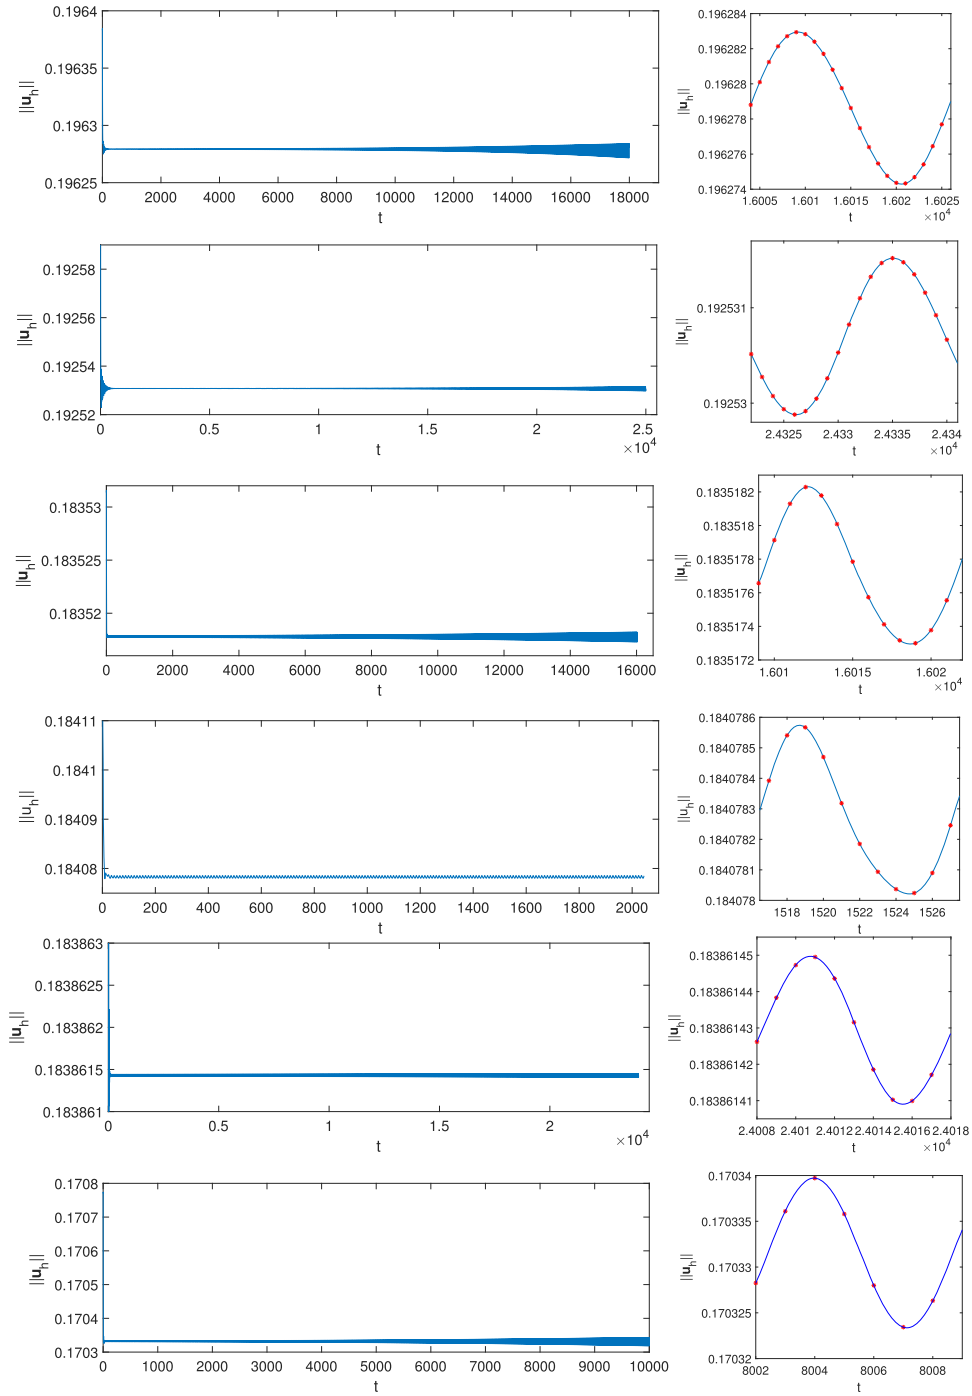 0.1964
0.19635
0.1963
0.19625
||u_h||
0 2000 4000 6000 8000 10000 12000 14000 16000 18000
t
0.196284
0.196282
0.19628
0.196278
0.196276
0.196274
||u_h||
1.6005 1.601 1.6015 1.602 1.6025
t ×10^4
0.19258
0.19256
0.19254
0.19252
||u_h||
0 0.5 1 1.5 2 2.5
t ×10^4
0.192531
0.19253
||u_h||
2.4325 2.433 2.4335 2.434
t ×10^4
0.18353
0.183525
0.18352
||u_h||
0 2000 4000 6000 8000 10000 12000 14000 16000
t
0.1835182
0.183518
0.1835178
0.1835176
0.1835174
0.1835172
||u_h||
1.601 1.6015 1.602
t ×10^4
0.18411
0.1841
0.18409
0.18408
||u_h||
0 200 400 600 800 1000 1200 1400 1600 1800 2000
t
0.1840786
0.1840785
0.1840784
0.1840783
0.1840782
0.1840781
0.184078
||u_h||
1518 1520 1522 1524 1526
t
0.183863
0.1838625
0.183862
0.1838615
0.183861
||u_h||
0 0.5 1 1.5 2
t ×10^4
0.18386145
0.18386144
0.18386143
0.18386142
0.18386141
||u_h||
2.4008 2.401 2.4012 2.4014 2.4016 2.4018
t ×10^4
0.1708
0.1707
0.1706
0.1705
0.1704
0.1703
||u_h||
0 1000 2000 3000 4000 5000 6000 7000 8000 9000 10000
t
0.17034
0.170335
0.17033
0.170325
0.17032
||u_h||
8002 8004 8006 8008
t